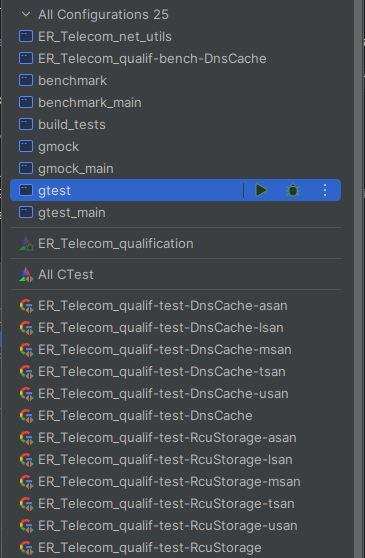 All Configurations 25
ER_Telecom_net_utils
ER_Telecom_qualif-bench-DnsCache
benchmark
benchmark_main
build_tests
gmock
gmock_main
gtest
gtest_main
ER_Telecom_qualification
All CTest
ER_Telecom_qualif-test-DnsCache-asan
ER_Telecom_qualif-test-DnsCache-lsan
ER_Telecom_qualif-test-DnsCache-msan
ER_Telecom_qualif-test-DnsCache-tsan
ER_Telecom_qualif-test-DnsCache-usan
ER_Telecom_qualif-test-DnsCache
ER_Telecom_qualif-test-RcuStorage-asan
ER_Telecom_qualif-test-RcuStorage-lsan
ER_Telecom_qualif-test-RcuStorage-msan
ER_Telecom_qualif-test-RcuStorage-tsan
ER_Telecom_qualif-test-RcuStorage-usan
ER_Telecom_qualif-test-RcuStorage